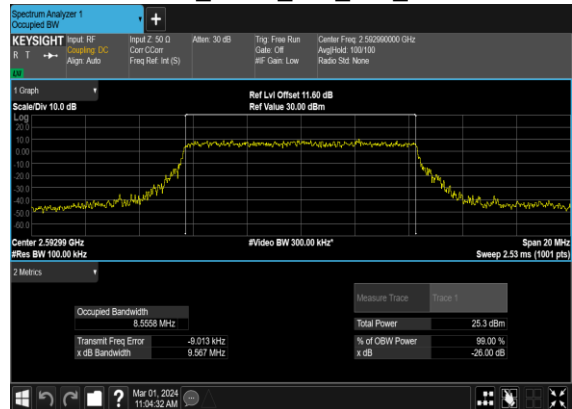 Spectrum Analyzer 1
Occupied BW
+
KEYSIGHT Input: RF Input Z: 50 Ω Atten: 30 dB Trig: Free Run Center Freq: 2.592990000 GHz
R T Coupling: DC Corr CCorr Gate: Off Avg|Hold: 100/100
Align: Auto Freq Ref: Int (S) #IF Gain: Low Radio Std: None
1 Graph Ref Lvl Offset 11.60 dB
Scale/Div 10.0 dB Ref Value 30.00 dBm
Log
20.0
10.0
0.00
-10.0
-20.0
-30.0
-40.0
-50.0
-60.0
Center 2.59299 GHz #Video BW 300.00 kHz* Span 20 MHz
#Res BW 100.00 kHz Sweep 2.53 ms (1001 pts)
2 Metrics
Measure Trace Trace 1
Occupied Bandwidth
8.5558 MHz Total Power 25.3 dBm
Transmit Freq Error -9.013 kHz % of OBW Power 99.00 %
x dB Bandwidth 9.567 MHz x dB -26.00 dB
? Mar 01, 2024
11:04:32 AM